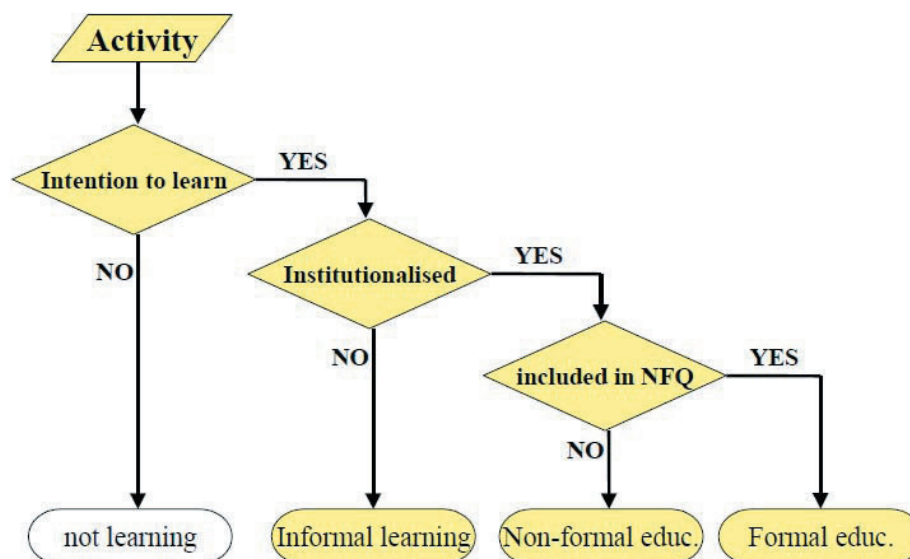 Activity
Intention to learn
YES
NO
Institutionalised
YES
NO
included in NFQ
YES
NO
not learning
Informal learning
Non-formal educ.
Formal educ.